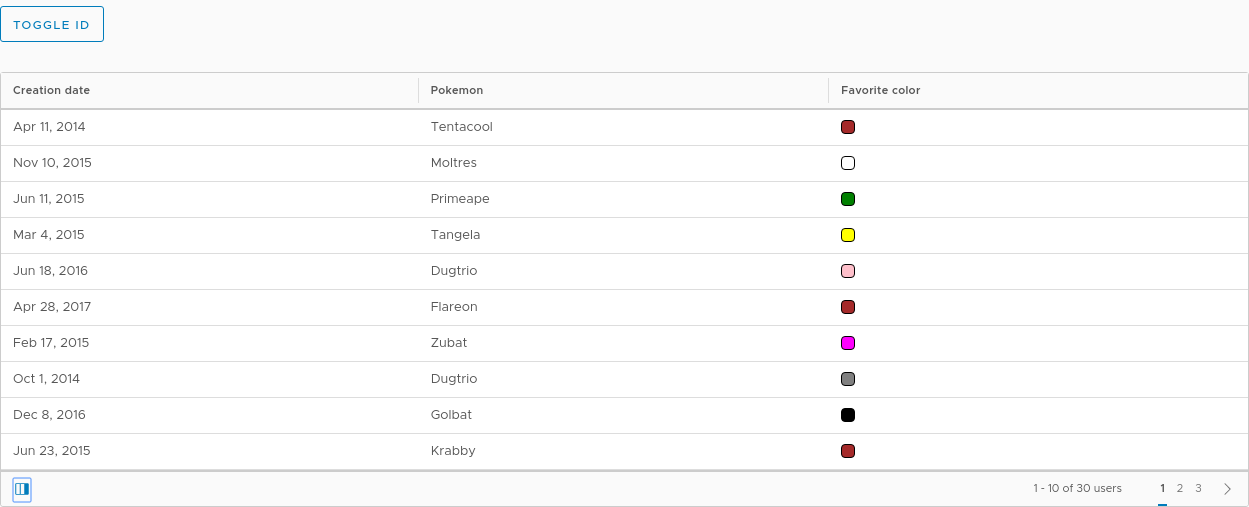 TOGGLE ID
Creation date Pokemon Favorite color
Apr 11, 2014 Tentacool
Nov 10, 2015 Moltres
Jun 11, 2015 Primeape
Mar 4, 2015 Tangela
Jun 18, 2016 Dugtrio
Apr 28, 2017 Flareon
Feb 17, 2015 Zubat
Oct 1, 2014 Dugtrio
Dec 8, 2016 Golbat
Jun 23, 2015 Krabby
1 - 10 of 30 users 1 2 3